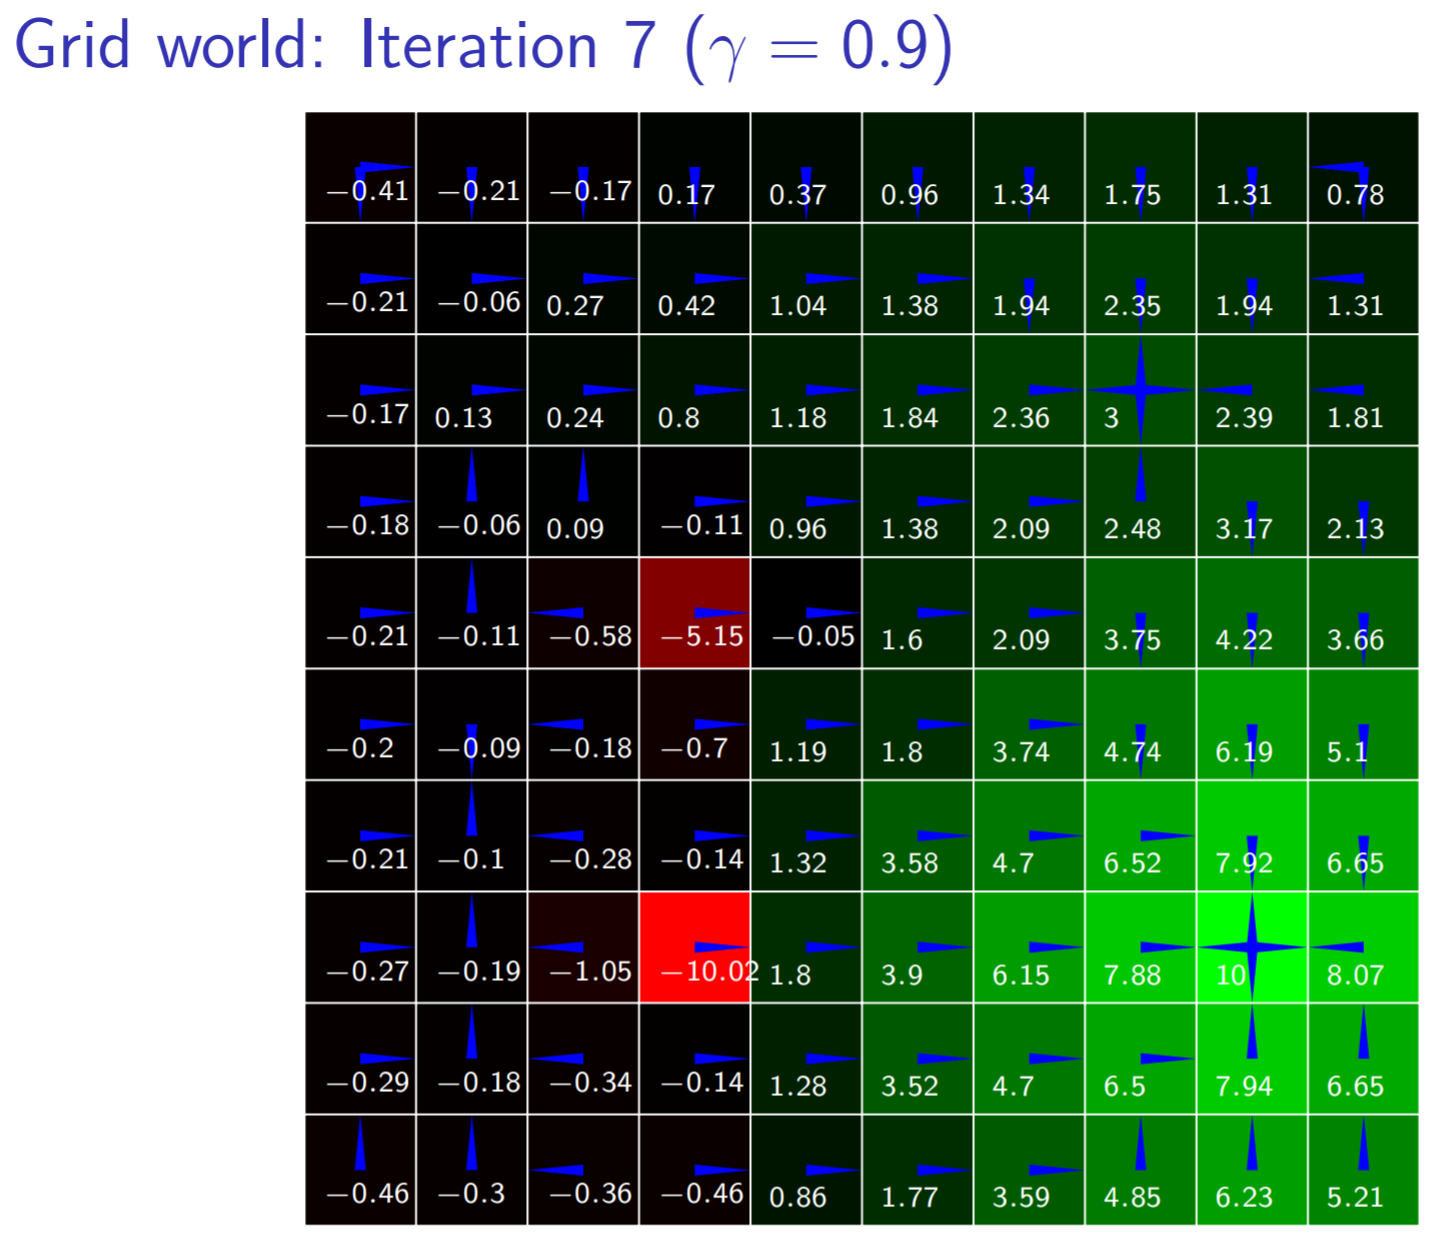 Grid world: Iteration 7 (γ = 0.9)
−0.41 −0.21 −0.17 0.17 0.37 0.96 1.34 1.75 1.31 0.78
−0.21 −0.06 0.27 0.42 1.04 1.38 1.94 2.35 1.94 1.31
−0.17 0.13 0.24 0.8 1.18 1.84 2.36 3 2.39 1.81
−0.18 −0.06 0.09 −0.11 0.96 1.38 2.09 2.48 3.17 2.13
−0.21 −0.11 −0.58 −5.15 −0.05 1.6 2.09 3.75 4.22 3.66
−0.2 −0.09 −0.18 −0.7 1.19 1.8 3.74 4.74 6.19 5.1
−0.21 −0.1 −0.28 −0.14 1.32 3.58 4.7 6.52 7.92 6.65
−0.27 −0.19 −1.05 −10.02 1.8 3.9 6.15 7.88 10 8.07
−0.29 −0.18 −0.34 −0.14 1.28 3.52 4.7 6.5 7.94 6.65
−0.46 −0.3 −0.36 −0.46 0.86 1.77 3.59 4.85 6.23 5.21